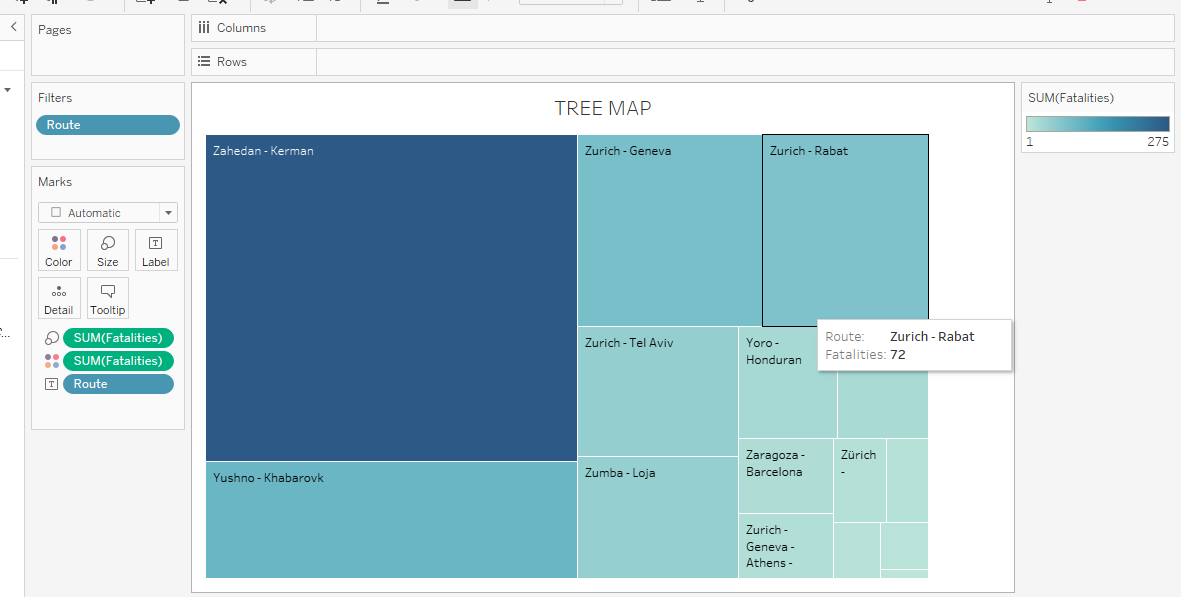 Pages
Columns
Rows
Filters
Route
Marks
Automatic
Color
Size
Label
Detail
Tooltip
SUM(Fatalities)
SUM(Fatalities)
Route
TREE MAP
Zahedan - Kerman
Yushno - Khabarovk
Zurich - Geneva
Zurich - Rabat
Zurich - Tel Aviv
Zumba - Loja
Yoro -
Honduran
Zaragoza -
Barcelona
Zürich
-
Zurich -
Geneva -
Athens -
Route: Zurich - Rabat
Fatalities: 72
SUM(Fatalities)
1 275